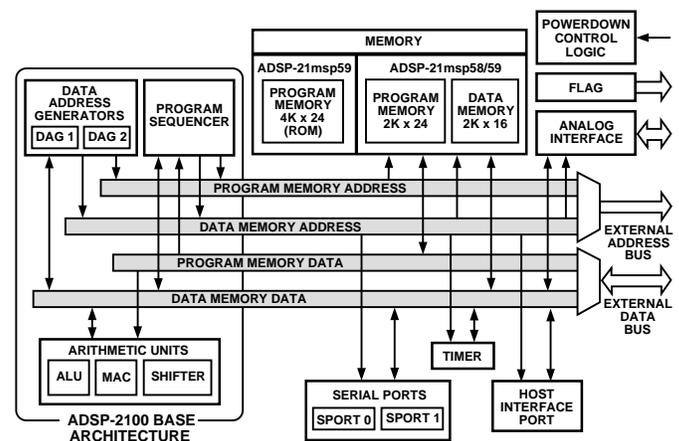 MEMORY
POWERDOWN
CONTROL
LOGIC
ADSP-21msp59
ADSP-21msp58/59
DATA
ADDRESS
GENERATORS
DAG 1
DAG 2
PROGRAM
SEQUENCER
PROGRAM
MEMORY
4K x 24
(ROM)
PROGRAM
MEMORY
2K x 24
DATA
MEMORY
2K x 16
FLAG
ANALOG
INTERFACE
PROGRAM MEMORY ADDRESS
DATA MEMORY ADDRESS
EXTERNAL
ADDRESS
BUS
PROGRAM MEMORY DATA
DATA MEMORY DATA
EXTERNAL
DATA
BUS
ARITHMETIC UNITS
ALU
MAC
SHIFTER
TIMER
SERIAL PORTS
SPORT 0
SPORT 1
HOST
INTERFACE
PORT
ADSP-2100 BASE
ARCHITECTURE